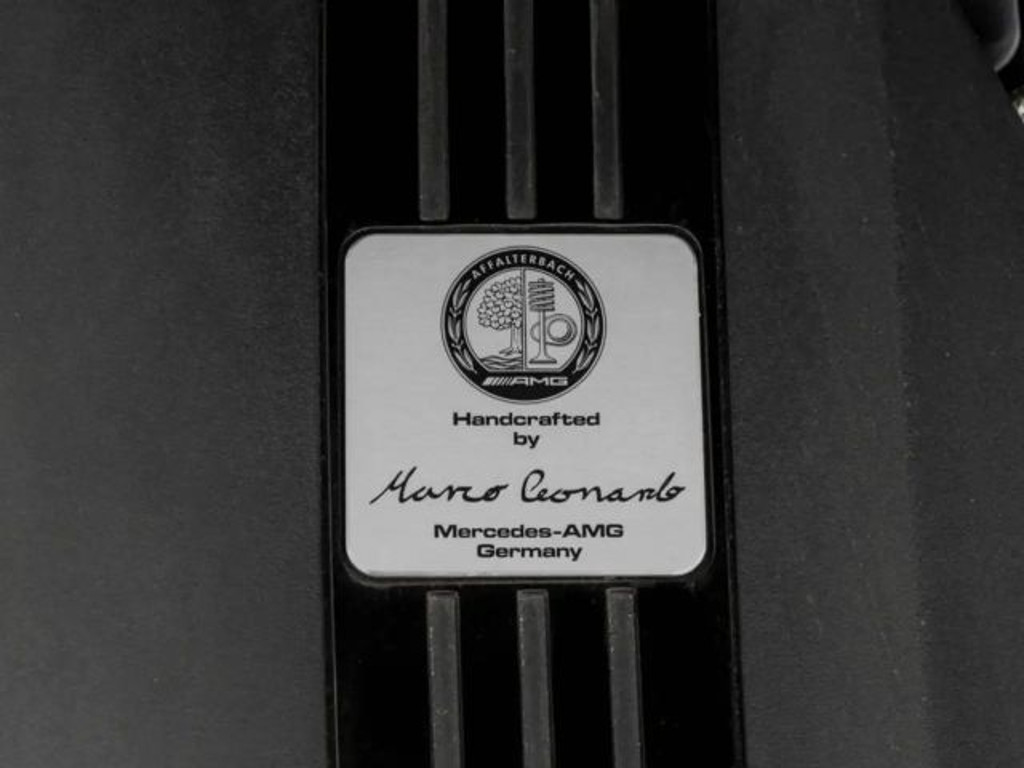 AFFALTERBACH
AMG
Handcrafted
by
Marco Leonardo
Mercedes-AMG
Germany